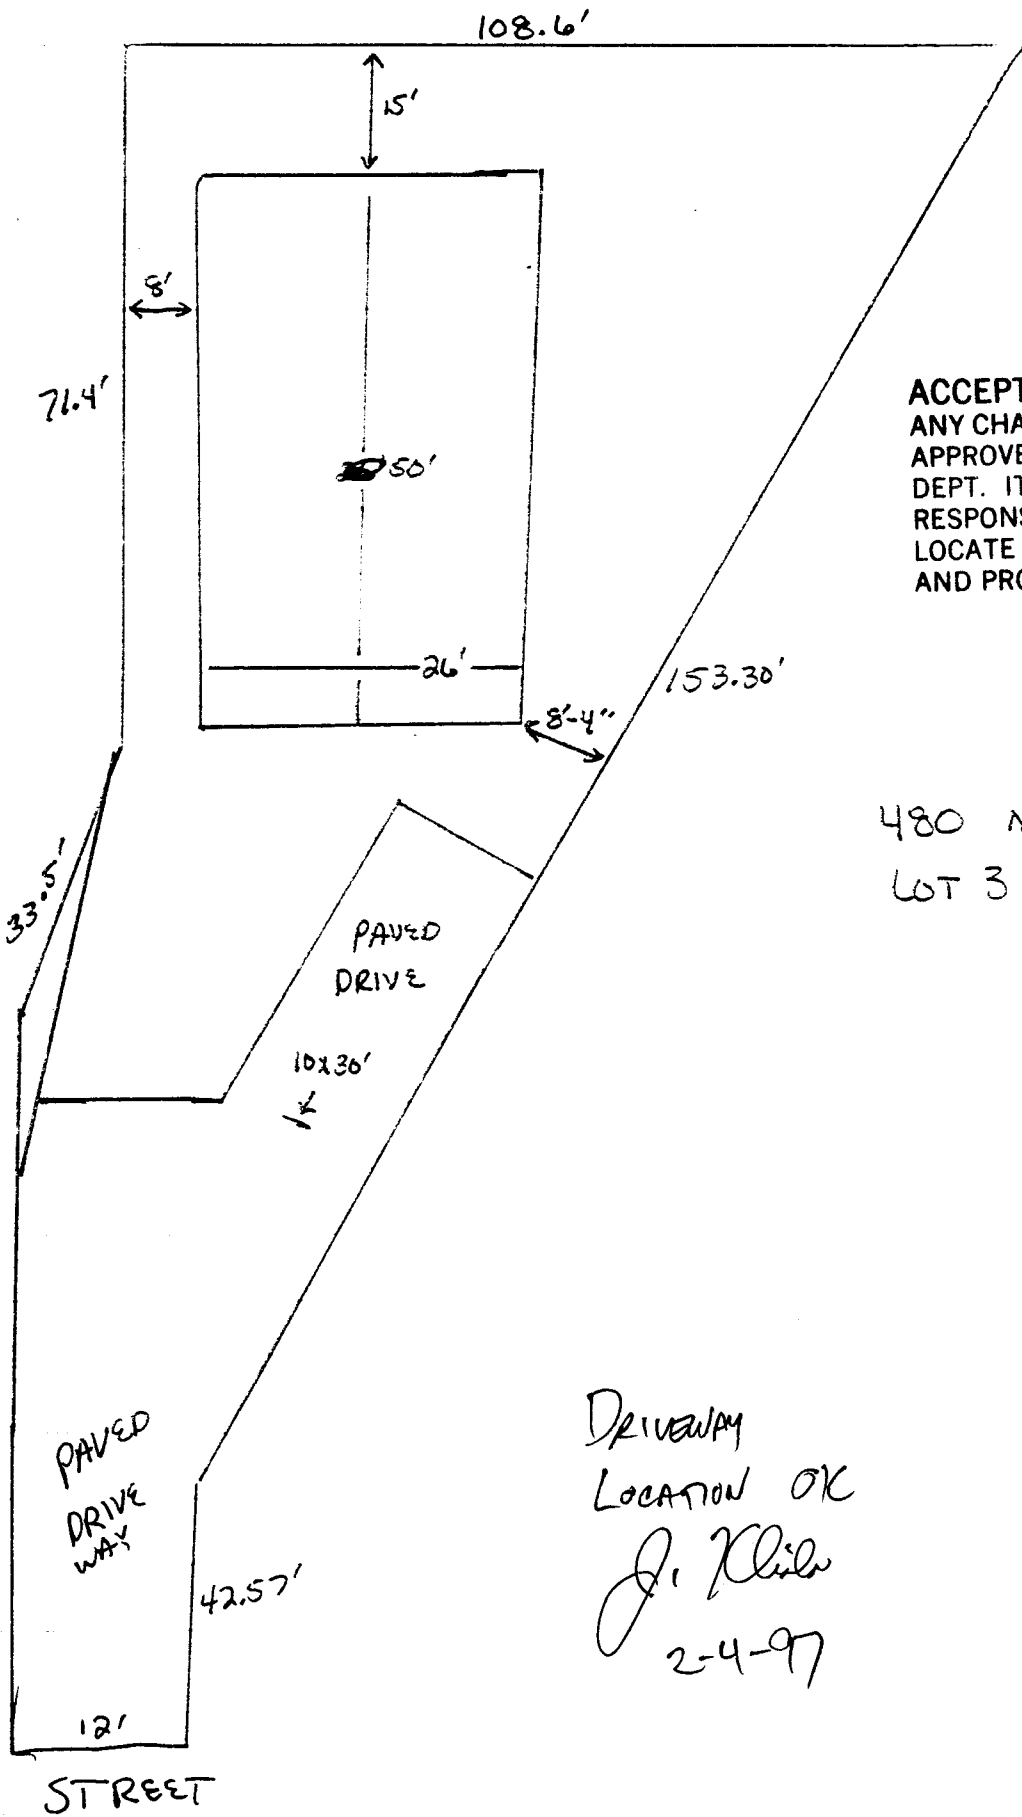 108.6'
15'
8'
71.4'
50'
26'
8'-4"
153.30'
33.5'
PAVED
DRIVE
10x30'
ACCEPT
ANY CHA
APPROVE
DEPT. IT
RESPONS
LOCATE
AND PRO
480 N
LOT 3
PAVED
DRIVE
WAY
42.57'
12'
STREET
DRIVEWAY
LOCATION OK
2-4-97